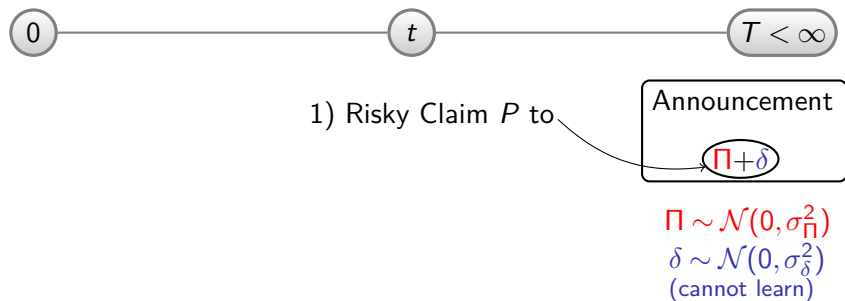 0 t T < ∞
Announcement
1) Risky Claim P to
Π+δ
Π ∼ 𝒩(0, σ²_Π)
δ ∼ 𝒩(0, σ²_δ)
(cannot learn)